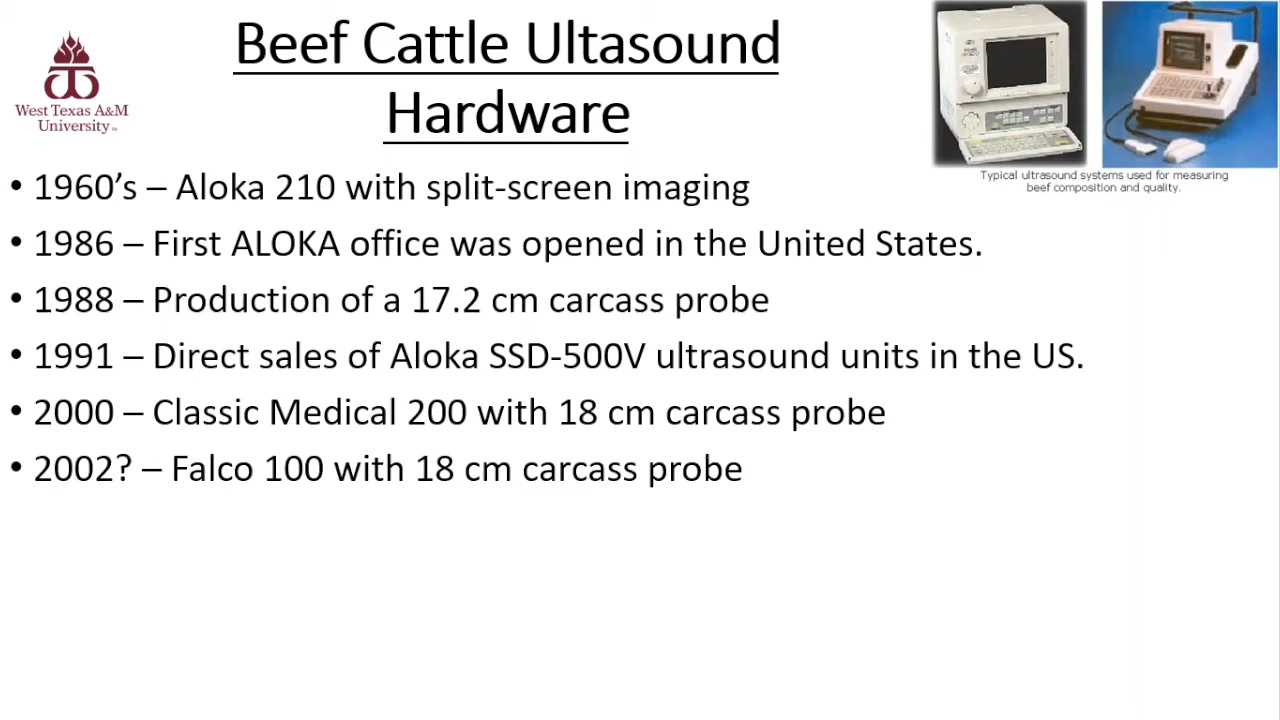 Beef Cattle Ultasound
Hardware
West Texas A&M
University™
Typical ultrasound systems used for measuring
beef composition and quality.
• 1960’s – Aloka 210 with split-screen imaging
• 1986 – First ALOKA office was opened in the United States.
• 1988 – Production of a 17.2 cm carcass probe
• 1991 – Direct sales of Aloka SSD-500V ultrasound units in the US.
• 2000 – Classic Medical 200 with 18 cm carcass probe
• 2002? – Falco 100 with 18 cm carcass probe